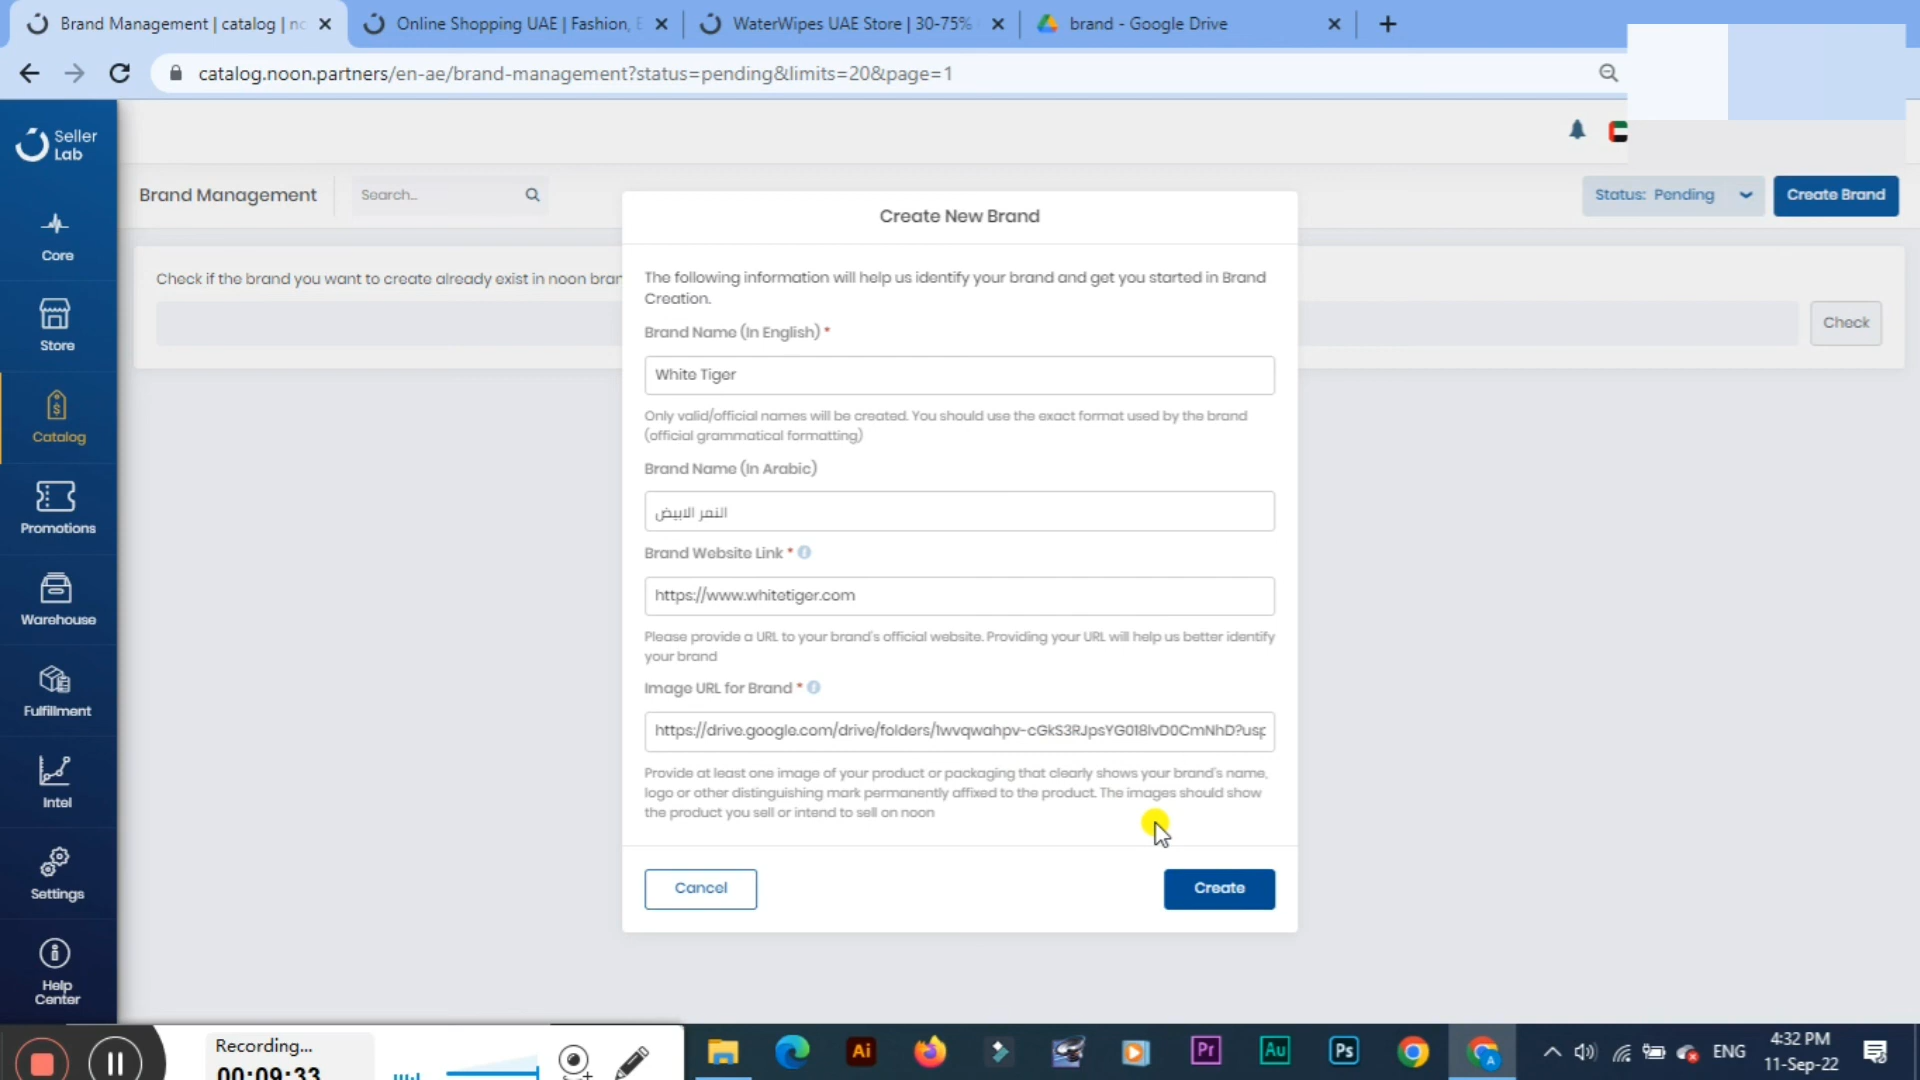 Brand Management | catalog | nc
Online Shopping UAE | Fashion, E
WaterWipes UAE Store | 30-75%
brand - Google Drive
catalog.noon.partners/en-ae/brand-management?status=pending&limits=20&page=1
Seller
Lab
Core
Store
Catalog
Promotions
Warehouse
Fulfillment
Intel
Settings
Help
Center
Brand Management
Search...
Status: Pending
Create Brand
Check if the brand you want to create already exist in noon bran
Check
Create New Brand
The following information will help us identify your brand and get you started in Brand
Creation.
Brand Name (In English) *
White Tiger
Only valid/official names will be created. You should use the exact format used by the brand
(official grammatical formatting)
Brand Name (In Arabic)
النمر الابيض
Brand Website Link *
https://www.whitetiger.com
Please provide a URL to your brand's official website. Providing your URL will help us better identify
your brand
Image URL for Brand *
https://drive.google.com/drive/folders/1wvqwahpv-cGkS3RJpsYG018lvD0CmNhD?usp
Provide at least one image of your product or packaging that clearly shows your brand's name,
logo or other distinguishing mark permanently affixed to the product. The images should show
the product you sell or intend to sell on noon
Cancel
Create
Recording...
00:09:33
Ai
Pr
Au
Ps
A
ENG
4:32 PM
11-Sep-22